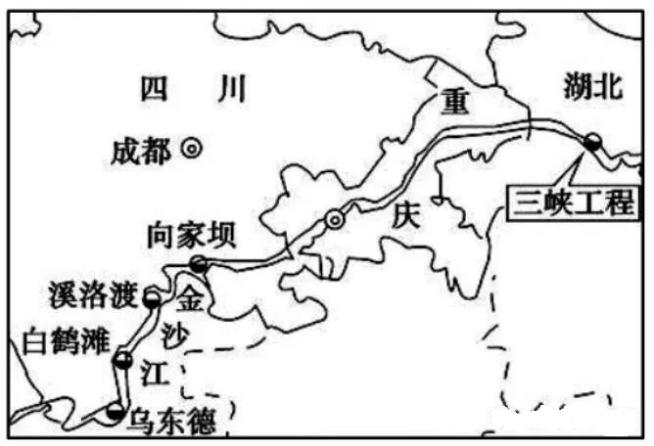 四川
重
湖北
成都
三峡工程
庆
向家坝
溪洛渡
金
白鹤滩
沙
江
乌东德